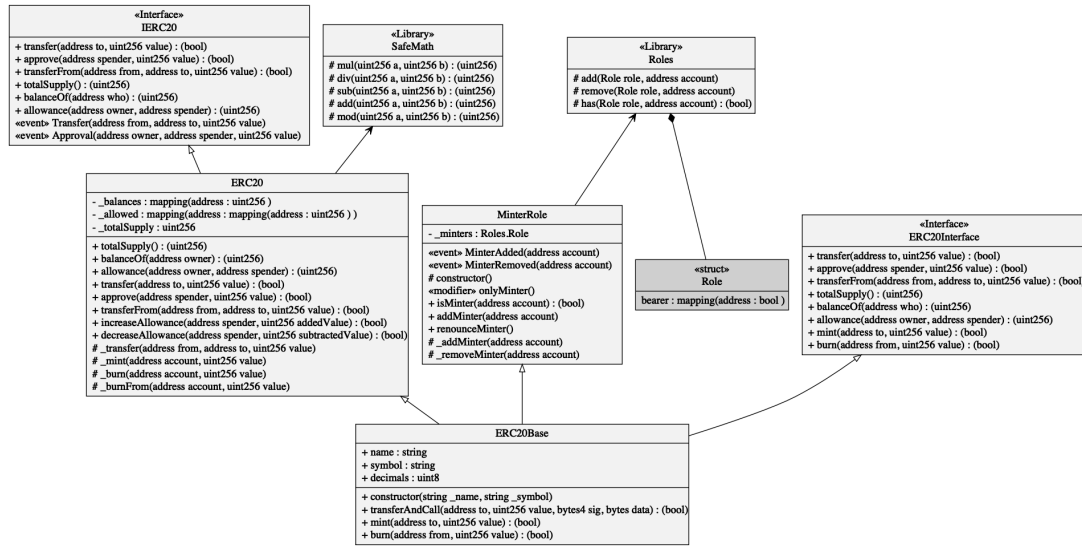 «Interface»
IERC20
+ transfer(address to, uint256 value) : (bool)
+ approve(address spender, uint256 value) : (bool)
+ transferFrom(address from, address to, uint256 value) : (bool)
+ totalSupply() : (uint256)
+ balanceOf(address who) : (uint256)
+ allowance(address owner, address spender) : (uint256)
«event» Transfer(address from, address to, uint256 value)
«event» Approval(address owner, address spender, uint256 value)
«Library»
SafeMath
# mul(uint256 a, uint256 b) : (uint256)
# div(uint256 a, uint256 b) : (uint256)
# sub(uint256 a, uint256 b) : (uint256)
# add(uint256 a, uint256 b) : (uint256)
# mod(uint256 a, uint256 b) : (uint256)
«Library»
Roles
# add(Role role, address account)
# remove(Role role, address account)
# has(Role role, address account) : (bool)
ERC20
- _balances : mapping(address : uint256 )
- _allowed : mapping(address : mapping(address : uint256 ) )
- _totalSupply : uint256
+ totalSupply() : (uint256)
+ balanceOf(address owner) : (uint256)
+ allowance(address owner, address spender) : (uint256)
+ transfer(address to, uint256 value) : (bool)
+ approve(address spender, uint256 value) : (bool)
+ transferFrom(address from, address to, uint256 value) : (bool)
+ increaseAllowance(address spender, uint256 addedValue) : (bool)
+ decreaseAllowance(address spender, uint256 subtractedValue) : (bool)
# _transfer(address from, address to, uint256 value)
# _mint(address account, uint256 value)
# _burn(address account, uint256 value)
# _burnFrom(address account, uint256 value)
MinterRole
- _minters : Roles.Role
«event» MinterAdded(address account)
«event» MinterRemoved(address account)
# constructor()
«modifier» onlyMinter()
+ isMinter(address account) : (bool)
+ addMinter(address account)
+ renounceMinter()
# _addMinter(address account)
# _removeMinter(address account)
«struct»
Role
bearer : mapping(address : bool )
«Interface»
ERC20Interface
+ transfer(address to, uint256 value) : (bool)
+ approve(address spender, uint256 value) : (bool)
+ transferFrom(address from, address to, uint256 value) : (bool)
+ totalSupply() : (uint256)
+ balanceOf(address who) : (uint256)
+ allowance(address owner, address spender) : (uint256)
+ mint(address to, uint256 value) : (bool)
+ burn(address from, uint256 value) : (bool)
ERC20Base
+ name : string
+ symbol : string
+ decimals : uint8
+ constructor(string _name, string _symbol)
+ transferAndCall(address to, uint256 value, bytes4 sig, bytes data) : (bool)
+ mint(address to, uint256 value) : (bool)
+ burn(address from, uint256 value) : (bool)